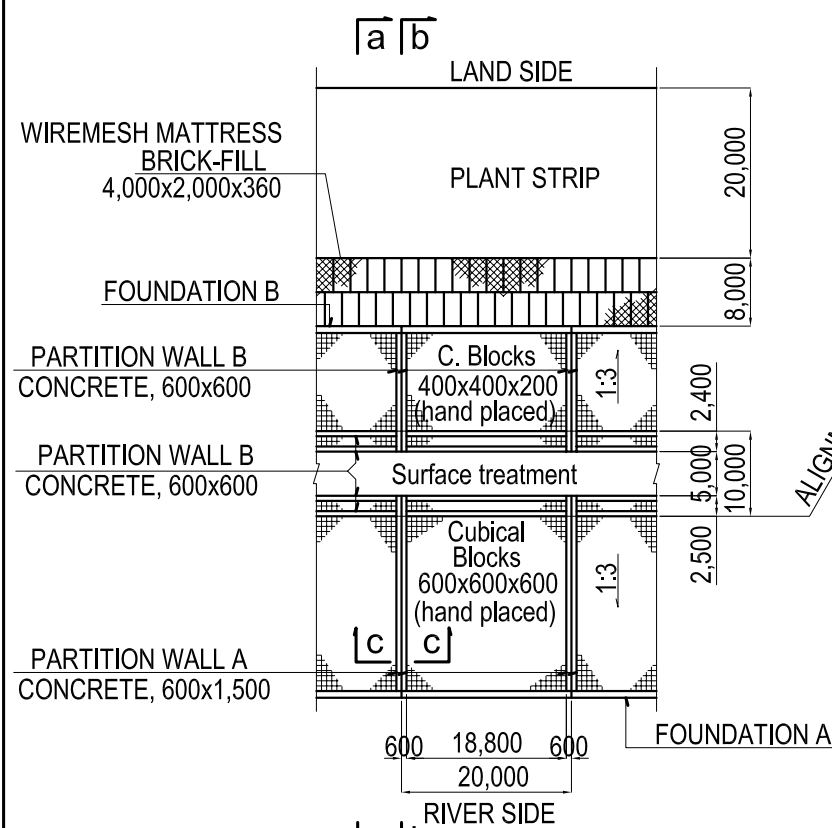 a b
LAND SIDE
WIREMESH MATTRESS
BRICK-FILL
4,000x2,000x360
PLANT STRIP
20,000
8,000
FOUNDATION B
PARTITION WALL B
CONCRETE, 600x600
C. Blocks
400x400x200
(hand placed)
1:3
2,400
PARTITION WALL B
CONCRETE, 600x600
Surface treatment
5,000
10,000
2,500
Cubical
Blocks
600x600x600
(hand placed)
1:3
c c
PARTITION WALL A
CONCRETE, 600x1,500
600 18,800 600
20,000
FOUNDATION A
RIVER SIDE